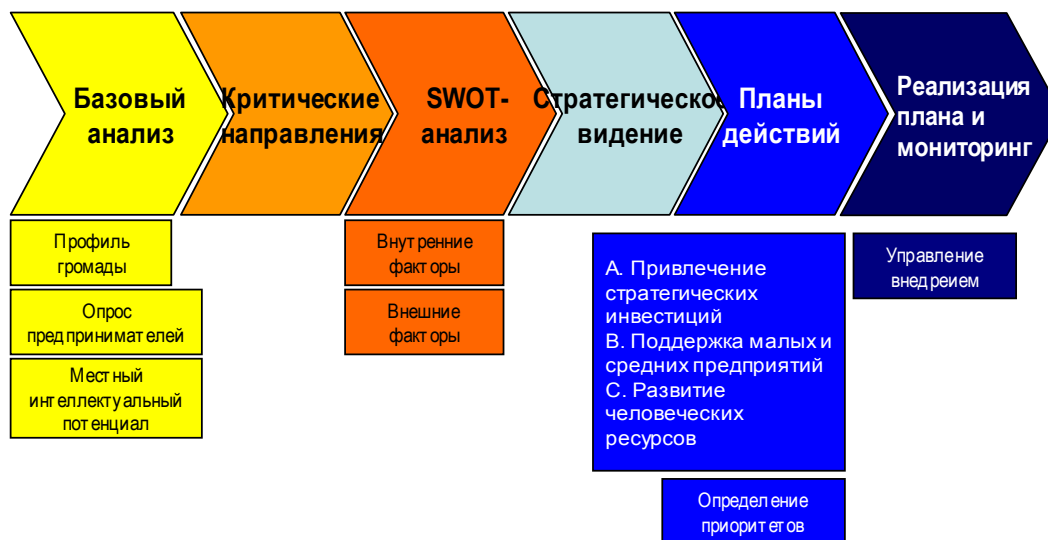 Базовый
анализ
Критические
направления
SWOT-
анализ
Стратегическое
видение
Планы
действий
Реализация
плана и
мониторинг
Профиль
громады
Опрос
предпринимателей
Местный
интеллектуальный
потенциал
Внутренние
факторы
Внешние
факторы
А. Привлечение
стратегических
инвестиций
В. Поддержка малых и
средних предприятий
С. Развитие
человеческих
ресурсов
Определение
приоритетов
Управление
внедреием